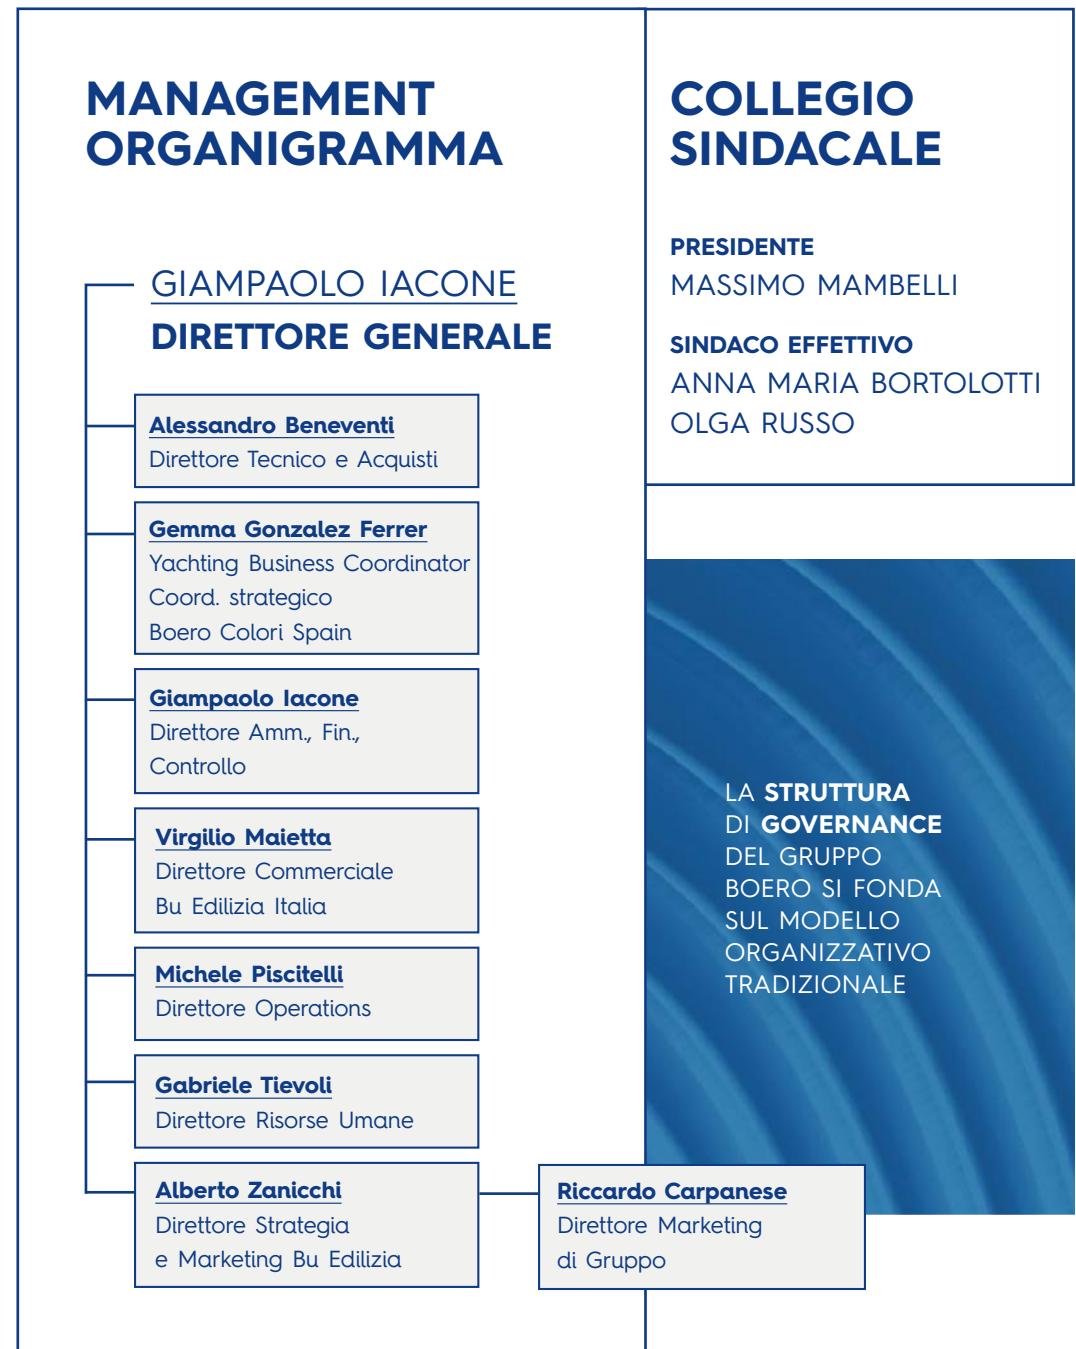 MANAGEMENT
ORGANIGRAMMA
GIAMPAOLO IACONE
DIRETTORE GENERALE
Alessandro Beneventi
Direttore Tecnico e Acquisti
Gemma Gonzalez Ferrer
Yachting Business Coordinator
Coord. strategico
Boero Colori Spain
Giampaolo Iacone
Direttore Amm., Fin.,
Controllo
Virgilio Maietta
Direttore Commerciale
Bu Edilizia Italia
Michele Piscitelli
Direttore Operations
Gabriele Tievoli
Direttore Risorse Umane
Alberto Zanicchi
Direttore Strategia
e Marketing Bu Edilizia
Riccardo Carpanese
Direttore Marketing
di Gruppo
COLLEGIO
SINDACALE
PRESIDENTE
MASSIMO MAMBELLI
SINDACO EFFETTIVO
ANNA MARIA BORTOLOTTI
OLGA RUSSO
LA STRUTTURA
DI GOVERNANCE
DEL GRUPPO
BOERO SI FONDA
SUL MODELLO
ORGANIZZATIVO
TRADIZIONALE